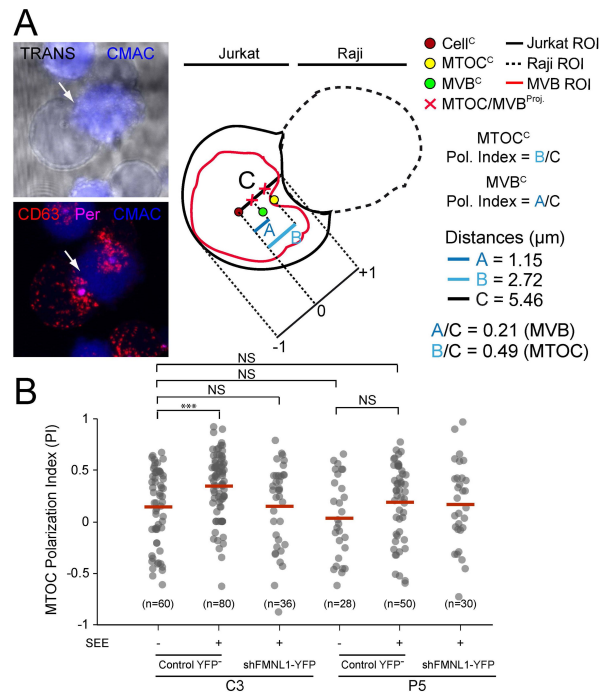 A
TRANS CMAC
CD63 Per CMAC
Jurkat Raji
C
A
B
+1
0
-1
Cell^C Jurkat ROI
MTOC^C Raji ROI
MVB^C MVB ROI
MTOC/MVB^Proj.
MTOC^C
Pol. Index = B/C
MVB^C
Pol. Index = A/C
Distances (µm)
A = 1.15
B = 2.72
C = 5.46
A/C = 0.21 (MVB)
B/C = 0.49 (MTOC)
B
NS
NS
NS
***
NS
MTOC Polarization Index (PI)
1
0.5
0
-0.5
-1
(n=60) (n=80) (n=36) (n=28) (n=50) (n=30)
SEE - + + - + +
Control YFP⁻ shFMNL1-YFP Control YFP⁻ shFMNL1-YFP
C3 P5